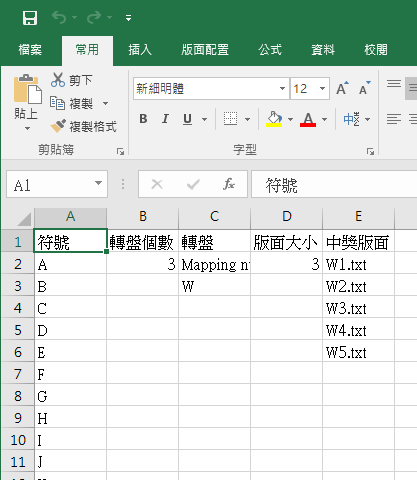 檔案 常用 插入 版面配置 公式 資料 校閱
剪下
複製
貼上
複製格式
剪貼簿
新細明體 12 A A
B I U A 中
字型
A1 符號
A B C D E
1 符號 轉盤個數 轉盤 版面大小 中獎版面
2 A 3 Mapping n 3 W1.txt
3 B W W2.txt
4 C W3.txt
5 D W4.txt
6 E W5.txt
7 F
8 G
9 H
10 I
11 J